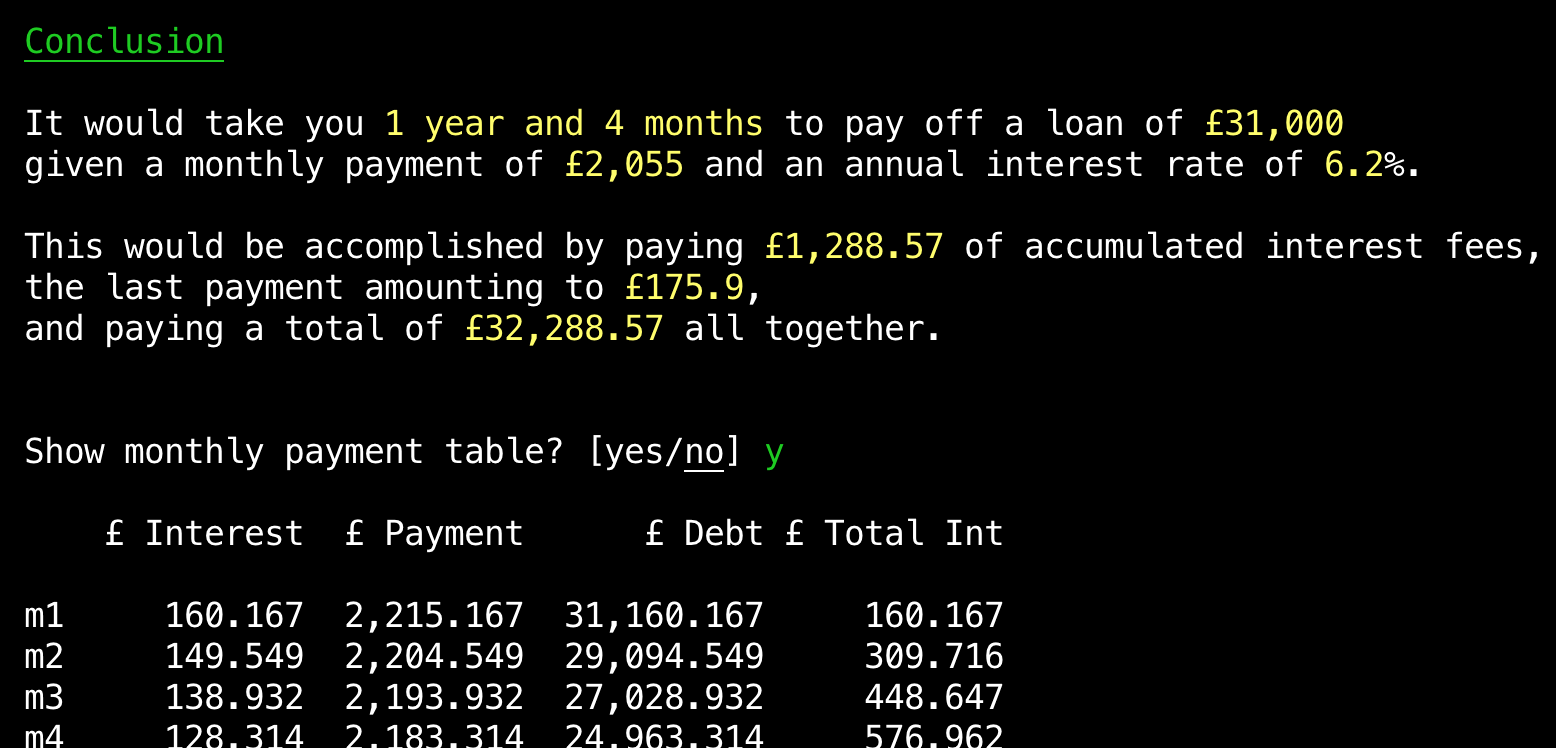 Conclusion
It would take you 1 year and 4 months to pay off a loan of £31,000
given a monthly payment of £2,055 and an annual interest rate of 6.2%.
This would be accomplished by paying £1,288.57 of accumulated interest fees,
the last payment amounting to £175.9,
and paying a total of £32,288.57 all together.
Show monthly payment table? [yes/no] y
£ Interest £ Payment £ Debt £ Total Int
m1 160.167 2,215.167 31,160.167 160.167
m2 149.549 2,204.549 29,094.549 309.716
m3 138.932 2,193.932 27,028.932 448.647
m4 128.314 2,183.314 24,963.314 576.962